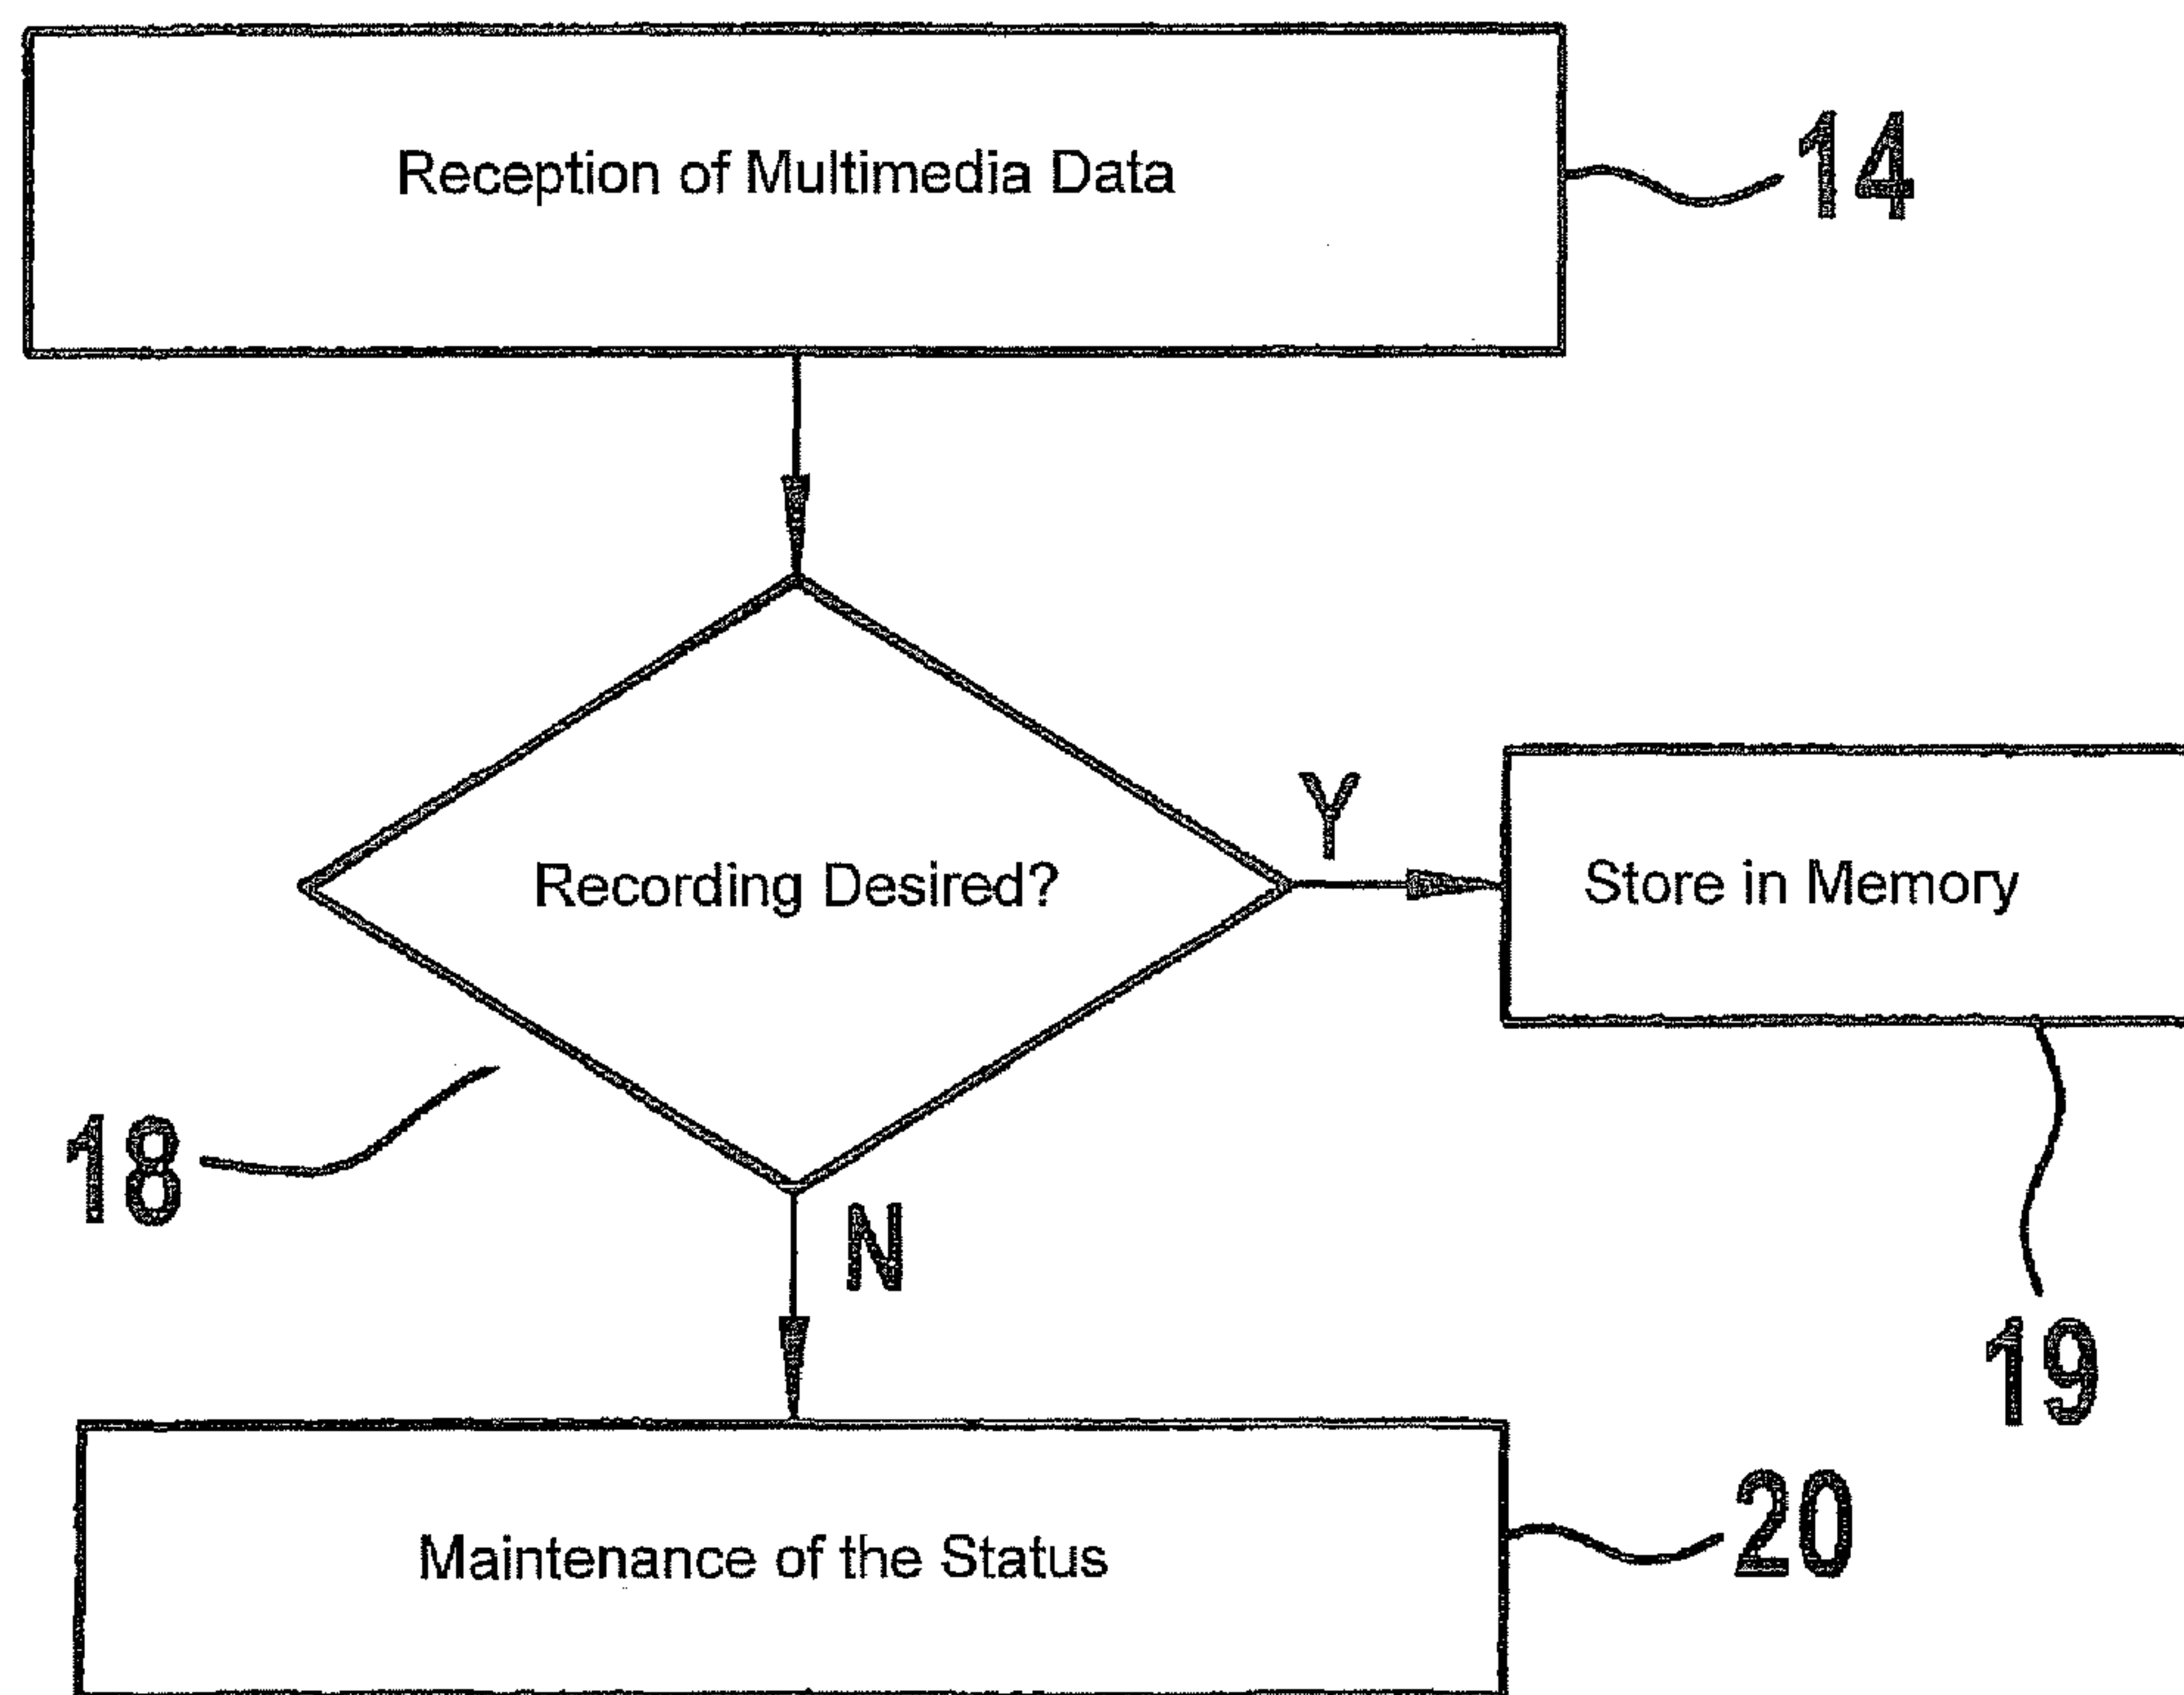 Reception of Multimedia Data
14
Recording Desired?
Y
Store in Memory
18
N
19
Maintenance of the Status
20